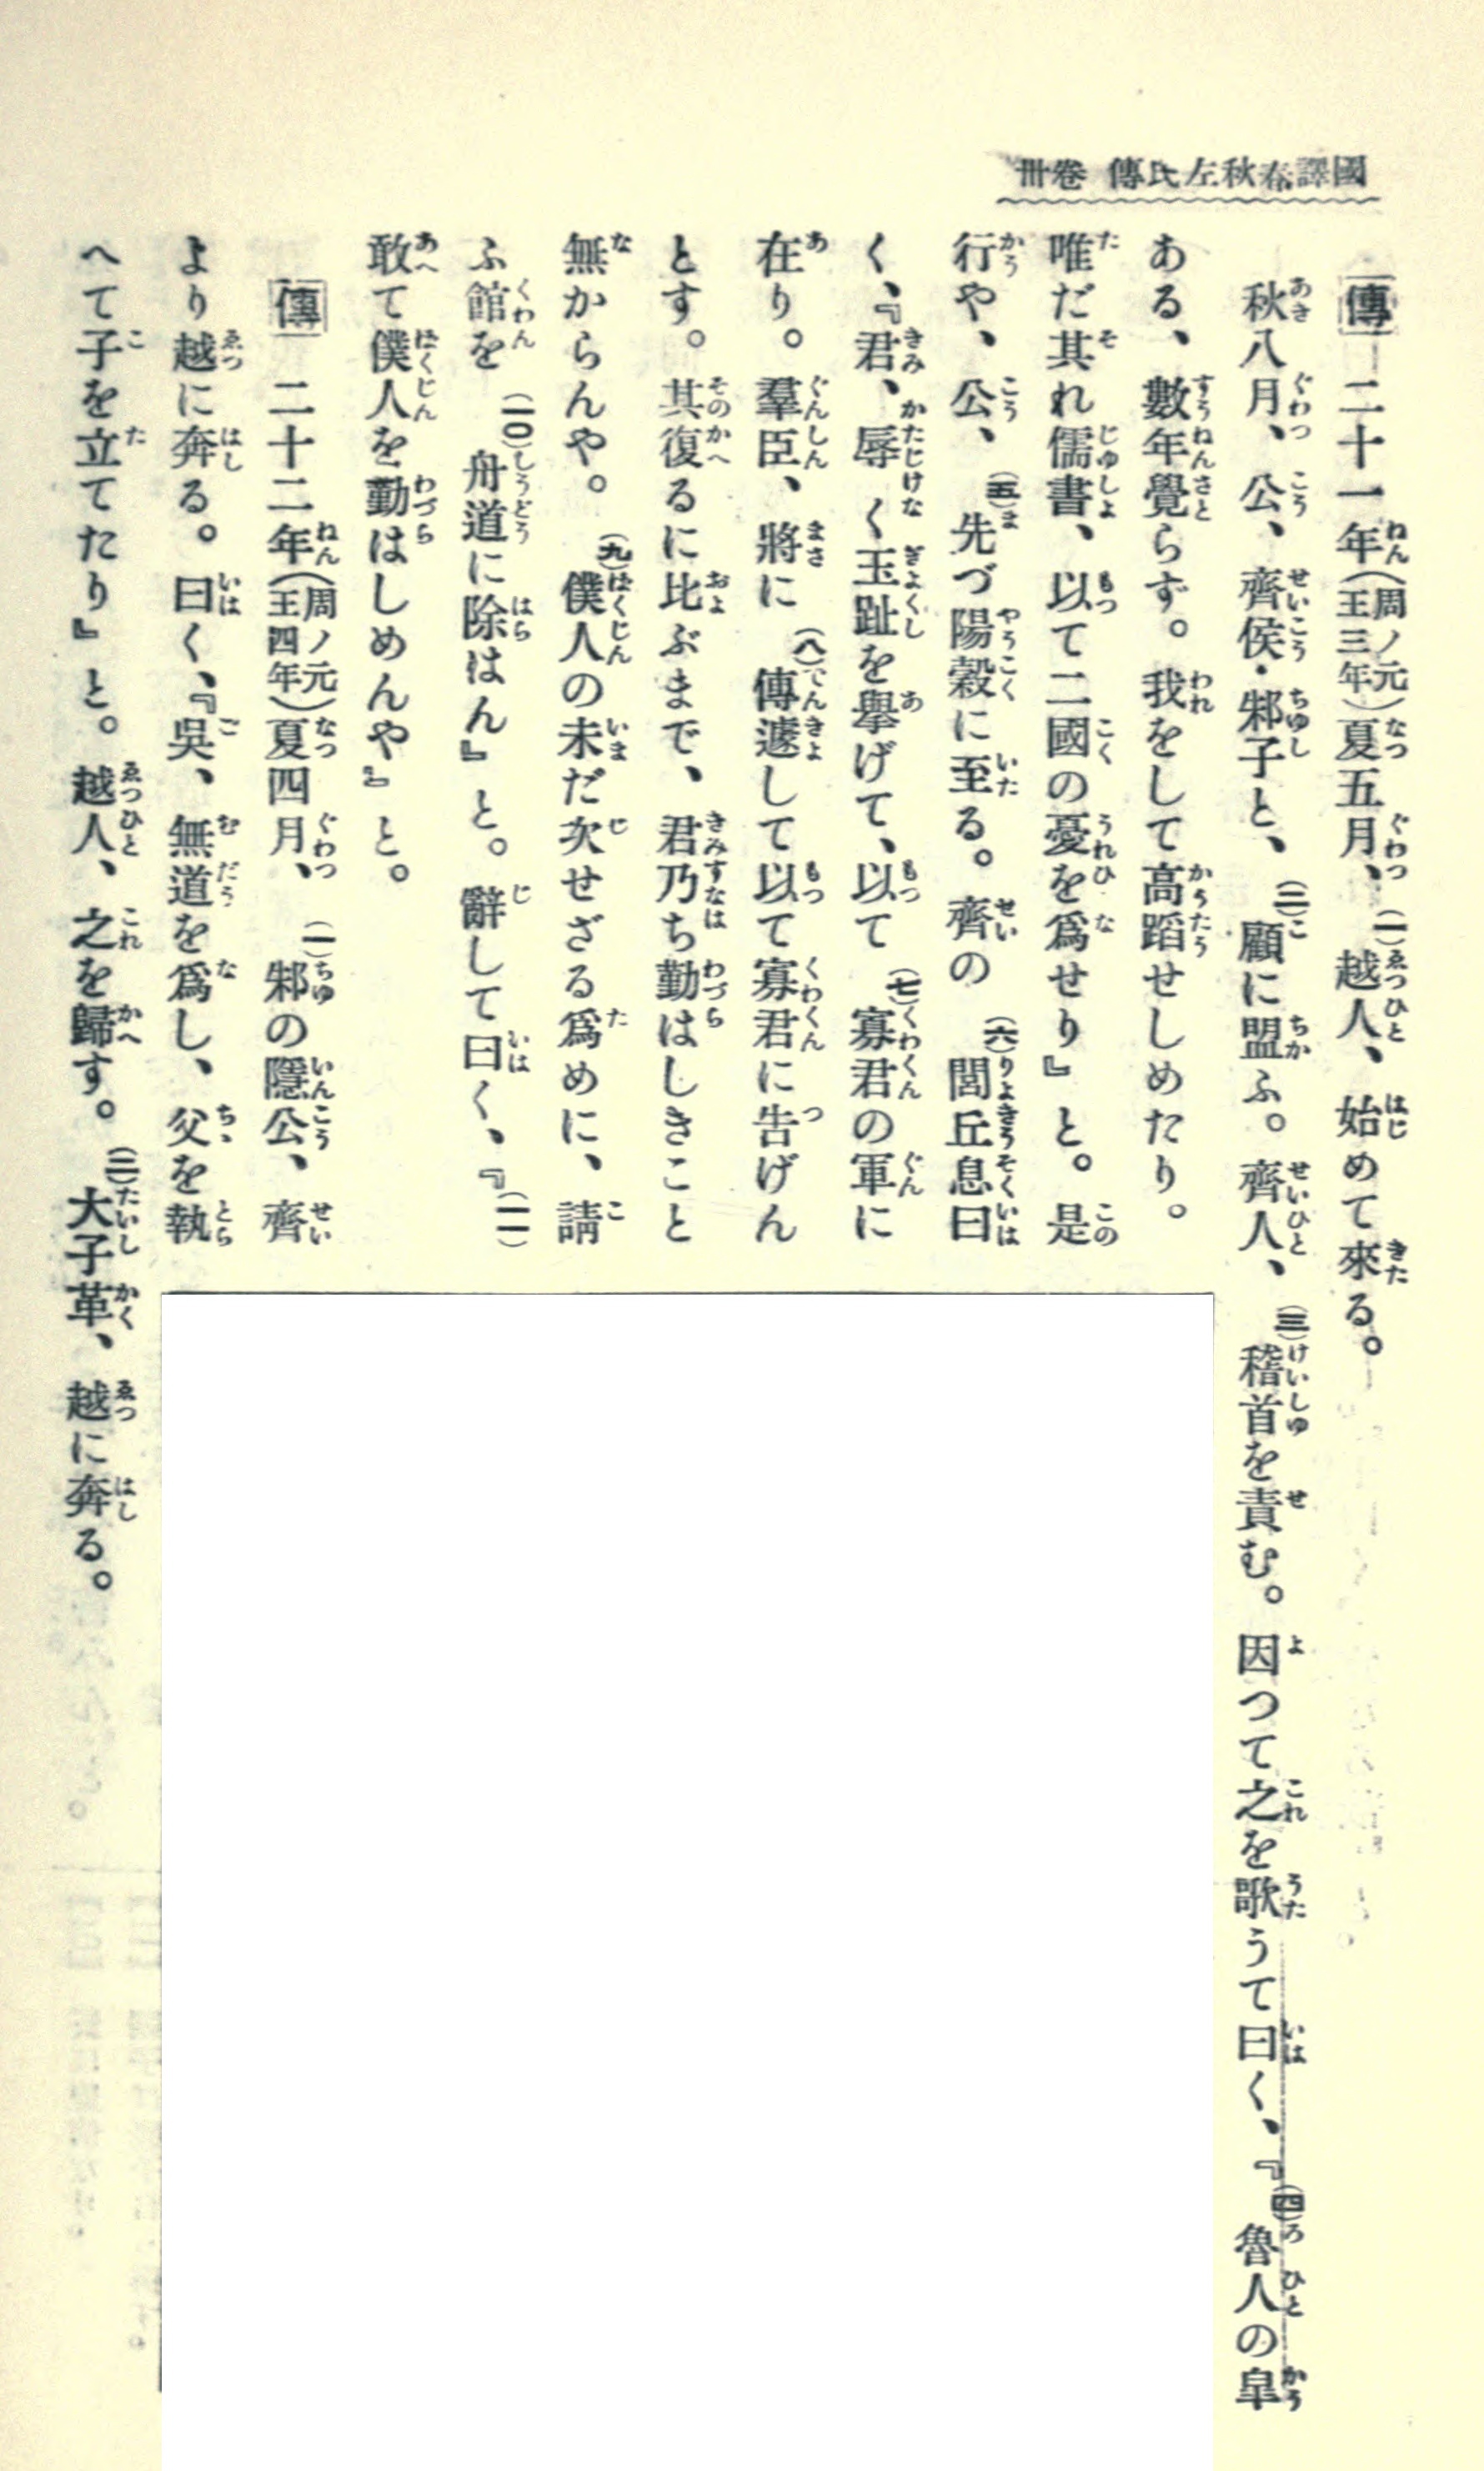 國譯春秋左氏傳 卷卅
傳 二十一年(周ノ元王三年)夏五月、(一)越人、始めて來る。
秋八月、公、齊侯・邾子と、(二)顧に盟ふ。齊人、(三)稽首を責む。因つて之を歌うて曰く、『(四)魯人の皐
ある、數年覺らず。我をして高蹈せしめたり。
唯だ其れ儒書、以て二國の憂を爲せり』と。是
行や、公、(五)先づ陽穀に至る。齊の(六)閭丘息曰
く、『君、辱く玉趾を擧げて、以て(七)寡君の軍に
在り。羣臣、將に(八)傳遽して以て寡君に告げん
とす。其復るに比ぶまで、君乃ち勤はしきこと
無からんや。(九)僕人の未だ次せざる爲めに、請
ふ館を(一〇)舟道に除はん』と。辭して曰く、『(一一)
敢て僕人を勤はしめんや』と。
傳 二十二年(周ノ元王四年)夏四月、(一)邾の隱公、齊
より越に奔る。曰く、『吳、無道を爲し、父を執
へて子を立てたり』と。越人、之を歸す。(二)大子革、越に奔る。